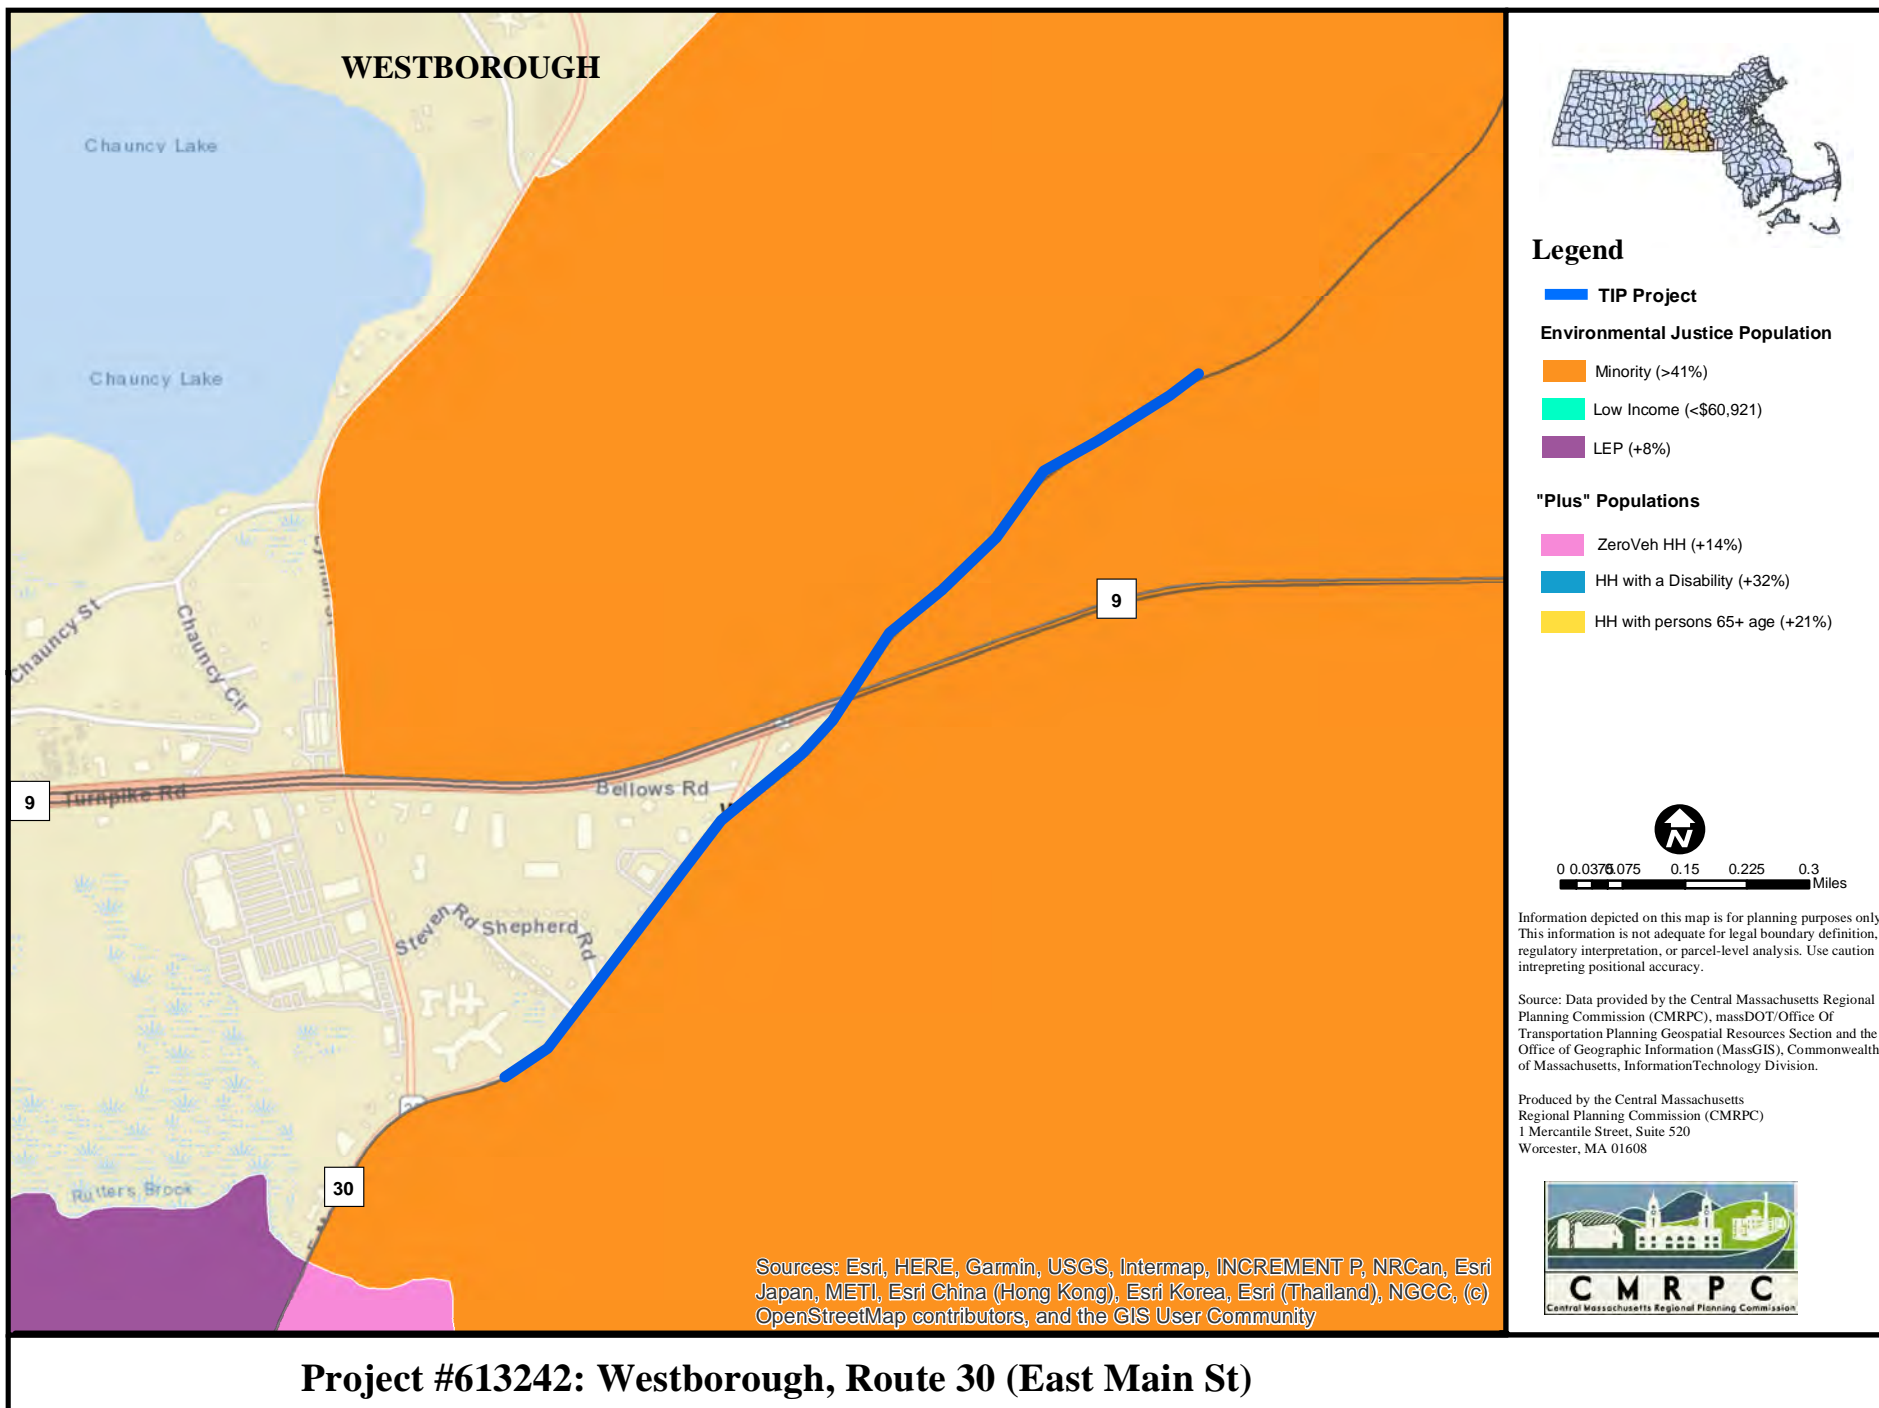 WESTBOROUGH
Chauncy Lake
Chauncy Lake
Lyman St
Chauncy St
Chauncy Cir
9
9
Turnpike Rd
Bellows Rd
Steven Rd
Shepherd Rd
Rutters Brook
30
Sources: Esri, HERE, Garmin, USGS, Intermap, INCREMENT P, NRCan, Esri
Japan, METI, Esri China (Hong Kong), Esri Korea, Esri (Thailand), NGCC, (c)
OpenStreetMap contributors, and the GIS User Community
Legend
TIP Project
Environmental Justice Population
Minority (>41%)
Low Income (<$60,921)
LEP (+8%)
"Plus" Populations
ZeroVeh HH (+14%)
HH with a Disability (+32%)
HH with persons 65+ age (+21%)
N
0 0.0375 0.075 0.15 0.225 0.3
Miles
Information depicted on this map is for planning purposes only
This information is not adequate for legal boundary definition,
regulatory interpretation, or parcel-level analysis. Use caution
intrepreting positional accuracy.
Source: Data provided by the Central Massachusetts Regional
Planning Commission (CMRPC), massDOT/Office Of
Transportation Planning Geospatial Resources Section and the
Office of Geographic Information (MassGIS), Commonwealth
of Massachusetts, InformationTechnology Division.
Produced by the Central Massachusetts
Regional Planning Commission (CMRPC)
1 Mercantile Street, Suite 520
Worcester, MA 01608
CMRPC
Central Massachusetts Regional Planning Commission
Project #613242: Westborough, Route 30 (East Main St)